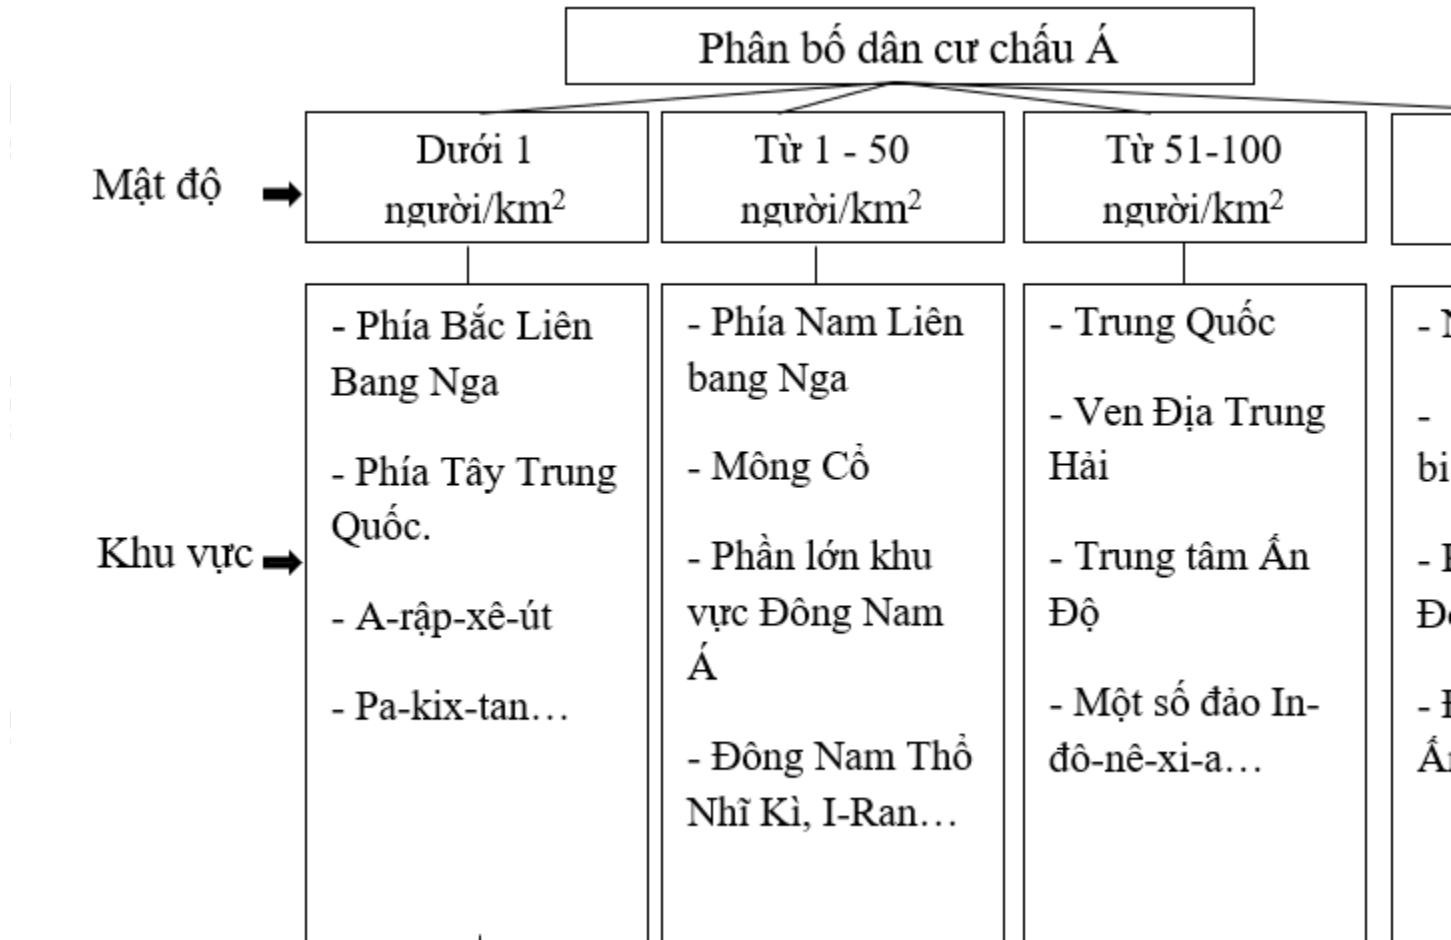 Phân bố dân cư chấu Á
Mật độ
Dưới 1
người/km²
Từ 1 - 50
người/km²
Từ 51-100
người/km²
Khu vực
- Phía Bắc Liên
Bang Nga
- Phía Tây Trung
Quốc.
- A-rập-xê-út
- Pa-kix-tan…
- Phía Nam Liên
bang Nga
- Mông Cổ
- Phần lớn khu
vực Đông Nam
Á
- Đông Nam Thổ
Nhĩ Kì, I-Ran…
- Trung Quốc
- Ven Địa Trung
Hải
- Trung tâm Ấn
Độ
- Một số đảo In-
đô-nê-xi-a…